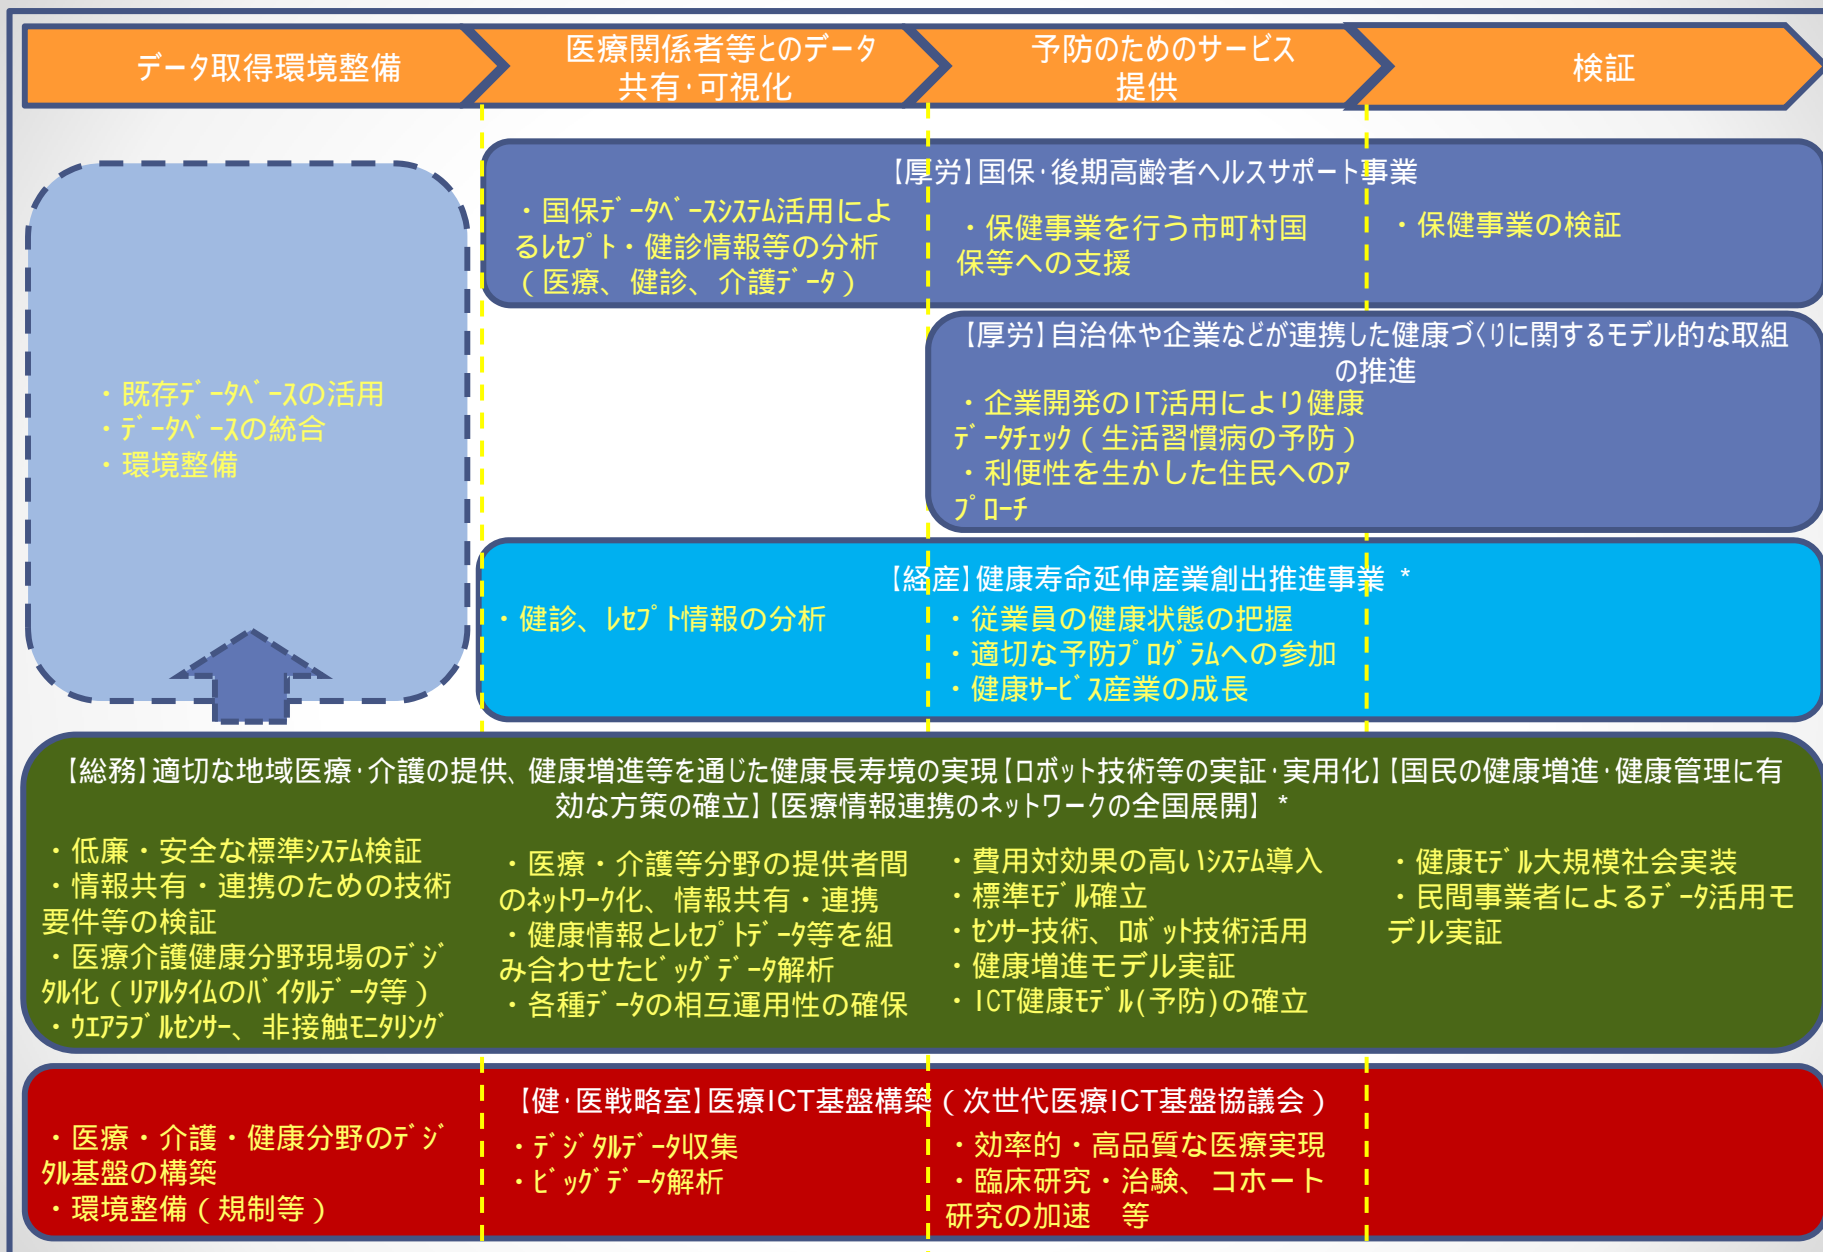 データ取得環境整備
医療関係者等とのデータ
共有･可視化
予防のためのサービス
提供
検証
・既存ﾃﾞｰﾀﾍﾞｰｽの活用
・ﾃﾞｰﾀﾍﾞｰｽの統合
・環境整備
【厚労】国保･後期高齢者ヘルスサポート事業
・国保ﾃﾞｰﾀﾍﾞｰｽｼｽﾃﾑ活用によ
るﾚｾﾌﾟﾄ・健診情報等の分析
（医療、健診、介護ﾃﾞｰﾀ）
・保健事業を行う市町村国
保等への支援
・保健事業の検証
【厚労】自治体や企業などが連携した健康づくりに関するモデル的な取組
の推進
・企業開発のIT活用により健康
ﾃﾞｰﾀﾁｪｯｸ（生活習慣病の予防）
・利便性を生かした住民へのｱ
ﾌﾟﾛｰﾁ
【経産】健康寿命延伸産業創出推進事業 *
・健診、ﾚｾﾌﾟﾄ情報の分析
・従業員の健康状態の把握
・適切な予防ﾌﾟﾛｸﾞﾗﾑへの参加
・健康ｻｰﾋﾞｽ産業の成長
【総務】適切な地域医療･介護の提供、健康増進等を通じた健康長寿境の実現【ロボット技術等の実証･実用化】【国民の健康増進･健康管理に有
効な方策の確立】【医療情報連携のネットワークの全国展開】 *
・低廉・安全な標準ｼｽﾃﾑ検証
・情報共有・連携のための技術
要件等の検証
・医療介護健康分野現場のﾃﾞｼﾞ
ﾀﾙ化（ﾘｱﾙﾀｲﾑのﾊﾞｲﾀﾙﾃﾞｰﾀ等）
・ｳｴｱﾗﾌﾞﾙｾﾝｻｰ、非接触ﾓﾆﾀﾘﾝｸﾞ
・医療・介護等分野の提供者間
のﾈｯﾄﾜｰｸ化、情報共有・連携
・健康情報とﾚｾﾌﾟﾄﾃﾞｰﾀ等を組
み合わせたﾋﾞｯｸﾞﾃﾞｰﾀ解析
・各種ﾃﾞｰﾀの相互運用性の確保
・費用対効果の高いｼｽﾃﾑ導入
・標準ﾓﾃﾞﾙ確立
・ｾﾝｻｰ技術、ﾛﾎﾞｯﾄ技術活用
・健康増進モデル実証
・ICT健康ﾓﾃﾞﾙ(予防)の確立
・健康ﾓﾃﾞﾙ大規模社会実装
・民間事業者によるﾃﾞｰﾀ活用モ
デル実証
【健･医戦略室】医療ICT基盤構築（次世代医療ICT基盤協議会）
・医療・介護・健康分野のﾃﾞｼﾞ
ﾀﾙ基盤の構築
・環境整備（規制等）
・ﾃﾞｼﾞﾀﾙﾃﾞｰﾀ収集
・ﾋﾞｯｸﾞﾃﾞｰﾀ解析
・効率的・高品質な医療実現
・臨床研究・治験、コホート
研究の加速　等